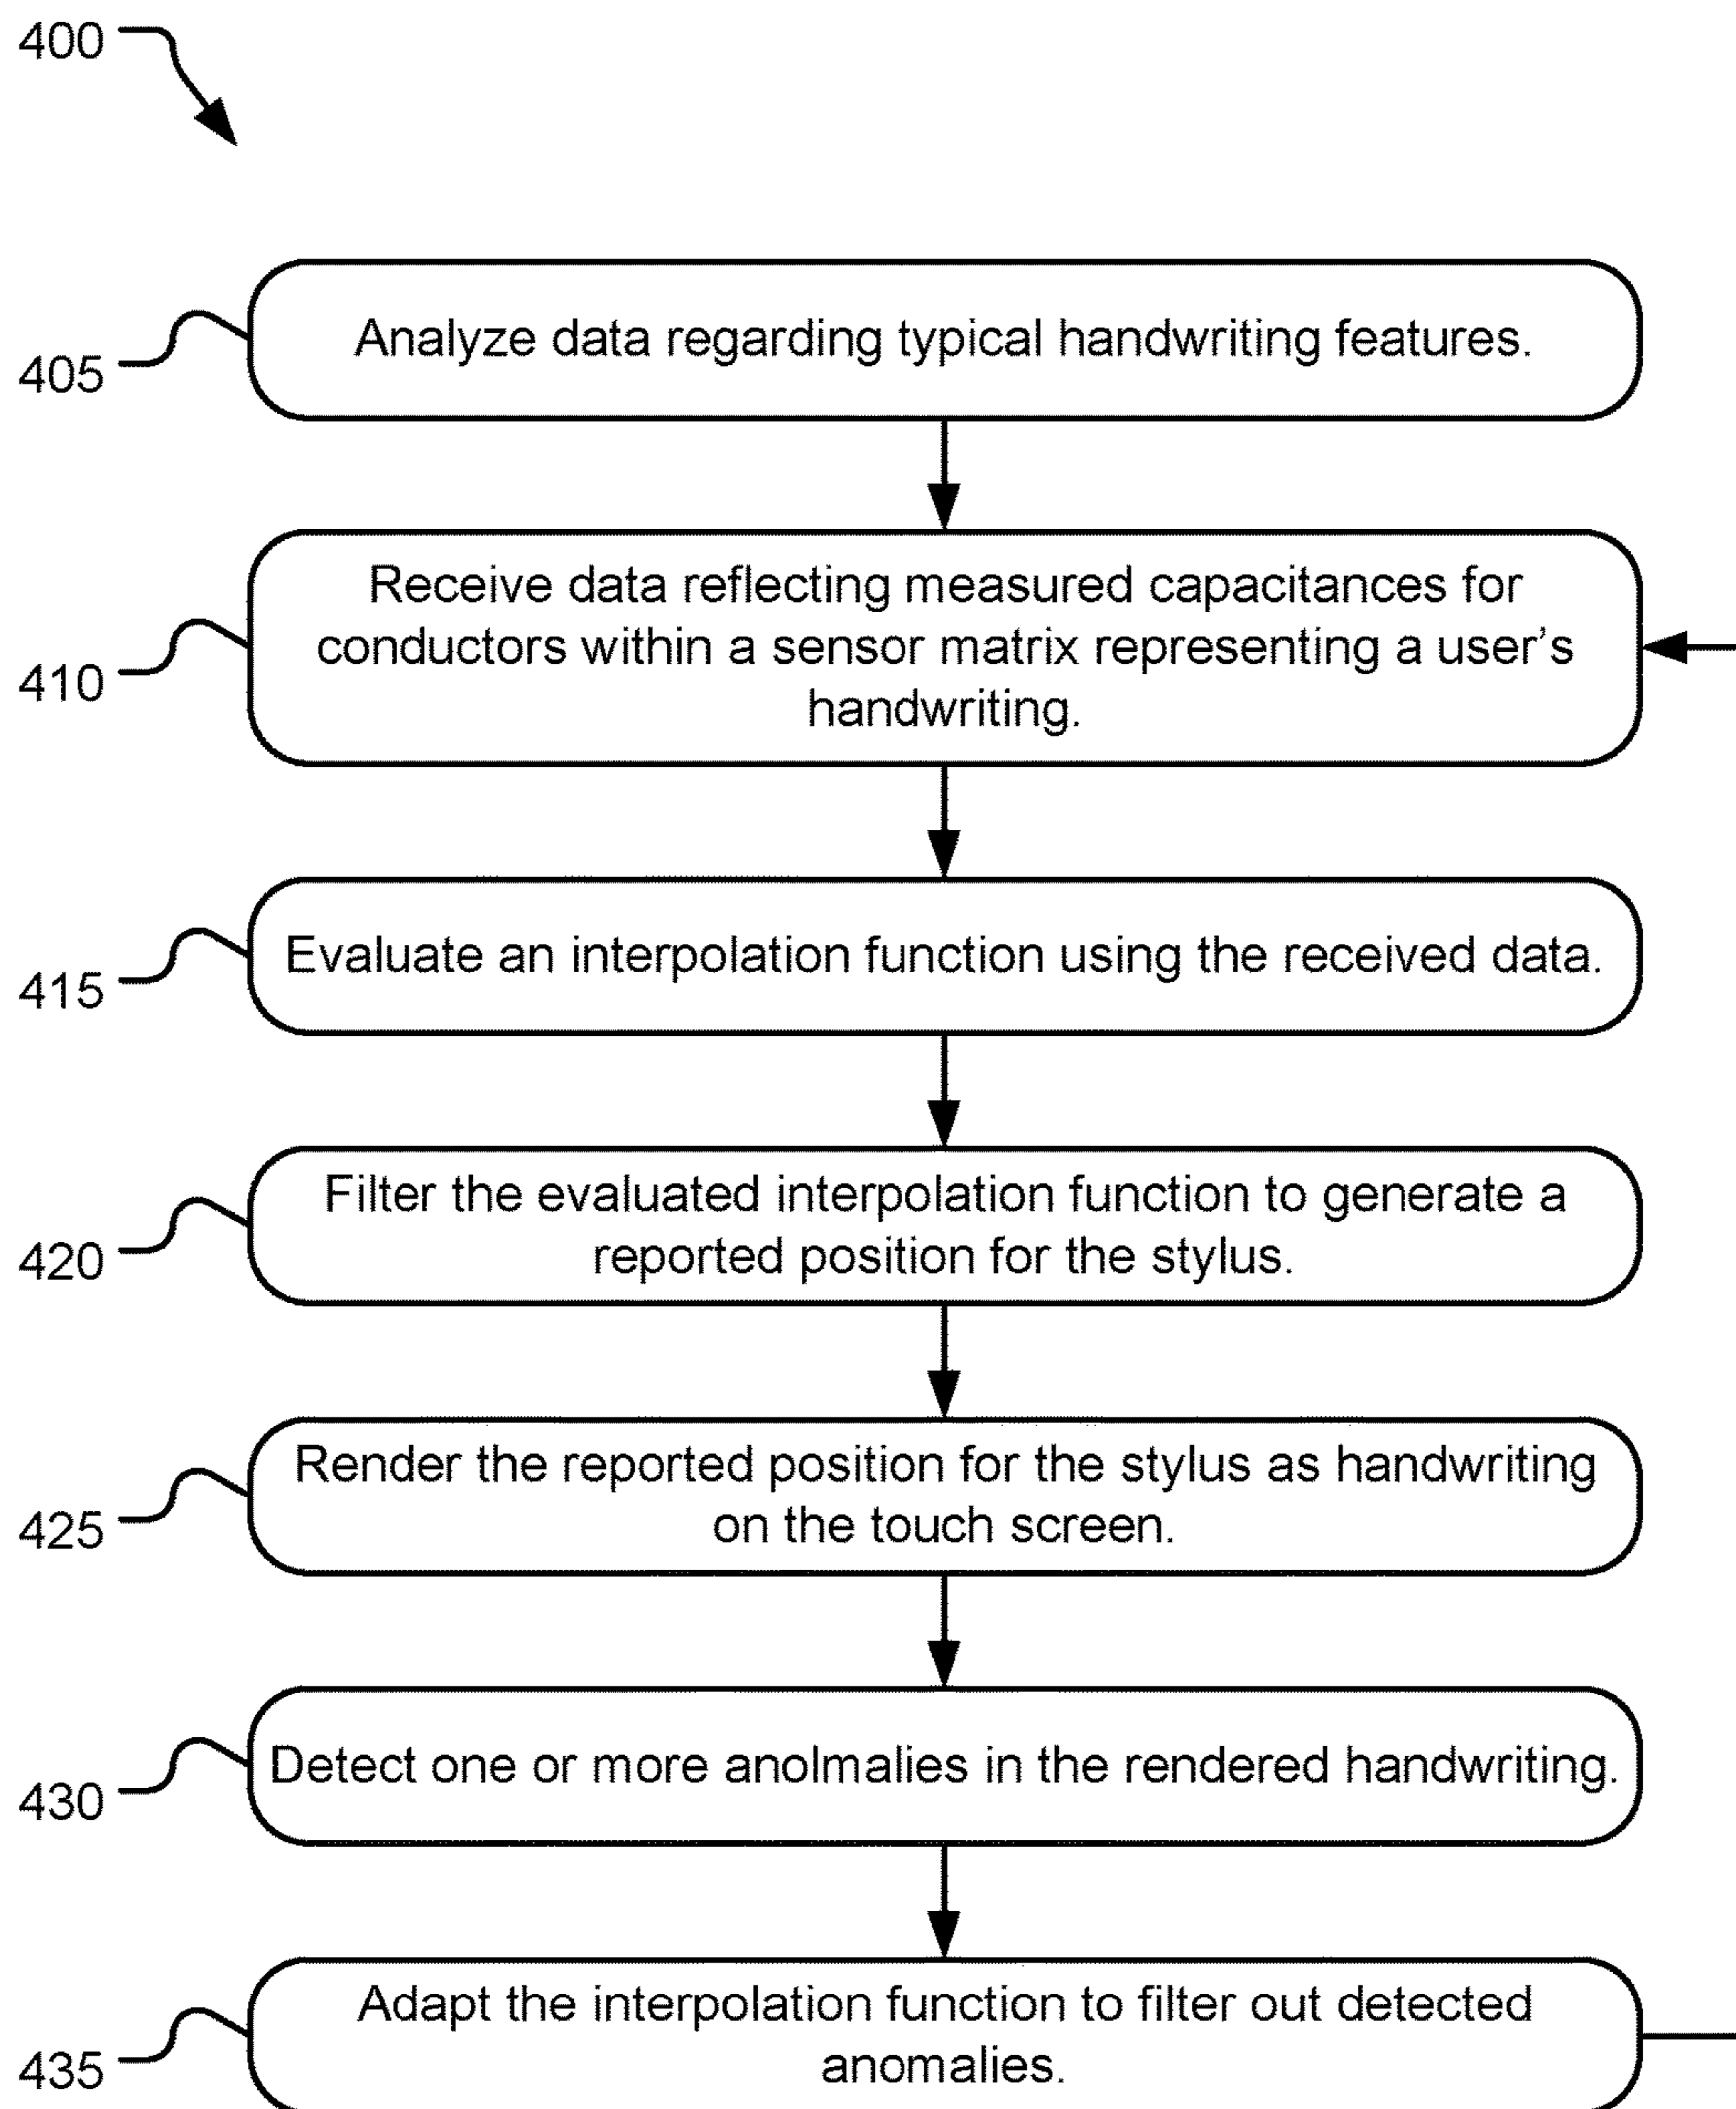 400
405
Analyze data regarding typical handwriting features.
410
Receive data reflecting measured capacitances for
conductors within a sensor matrix representing a user's
handwriting.
415
Evaluate an interpolation function using the received data.
420
Filter the evaluated interpolation function to generate a
reported position for the stylus.
425
Render the reported position for the stylus as handwriting
on the touch screen.
430
Detect one or more anolmalies in the rendered handwriting.
435
Adapt the interpolation function to filter out detected
anomalies.